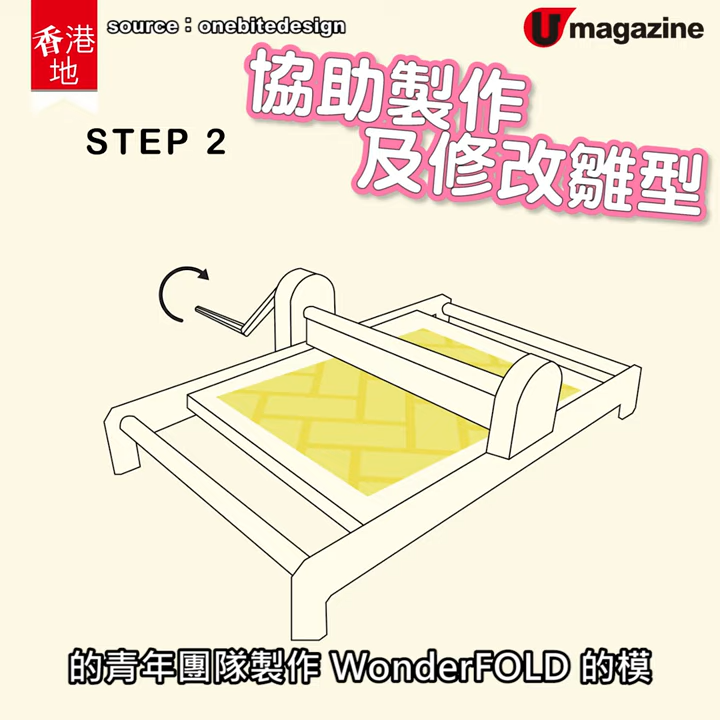 香港地
source：onebitedesign
U magazine
協助製作
及修改雛型
STEP 2
的青年團隊製作 WonderFOLD 的模